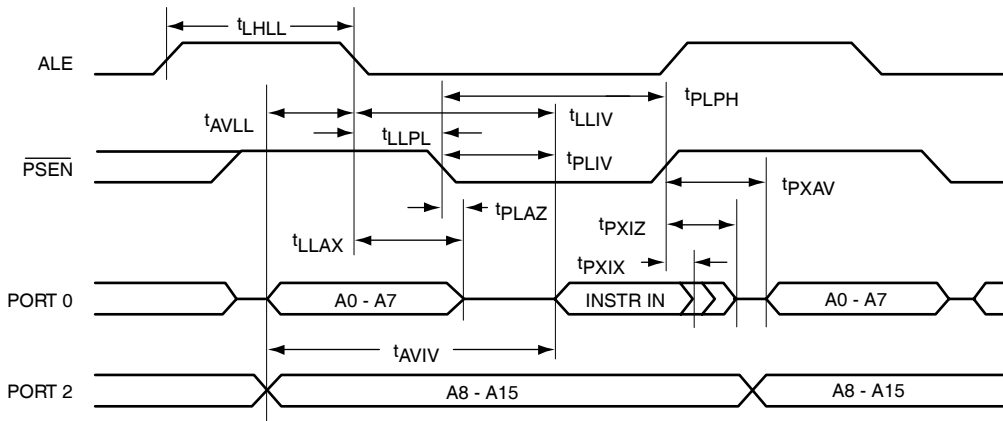 tLHLL
ALE
tPLPH
tAVLL
tLLIV
tLLPL
PSEN
tPLIV
tPXAV
tPLAZ
tPXIZ
tLLAX
tPXIX
PORT 0
A0 - A7
INSTR IN
A0 - A7
tAVIV
PORT 2
A8 - A15
A8 - A15